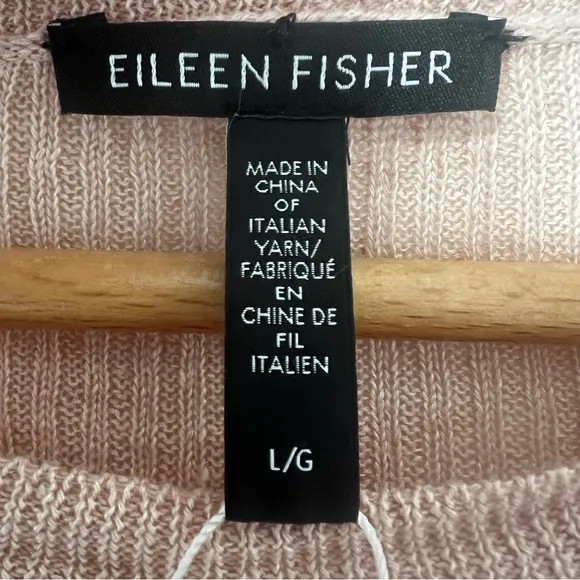 EILEEN FISHER
MADE IN
CHINA
OF
ITALIAN
YARN/
FABRIQUÉ
EN
CHINE DE
FIL
ITALIEN
L/G